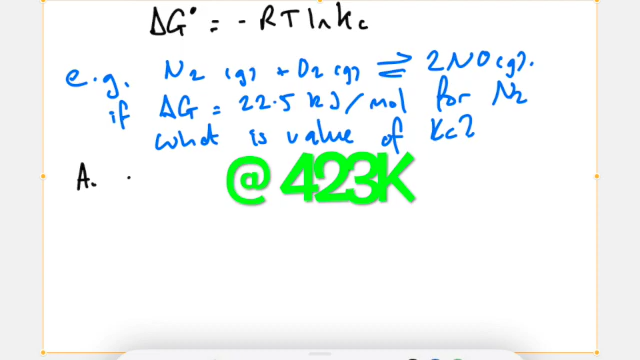 ΔG° = - RT ln Kc
e.g. N2 (g) + O2 (g) ⇌ 2NO (g).
if ΔG = 22.5 kJ/mol for N2
what is value of Kc?
A. .
@ 423K